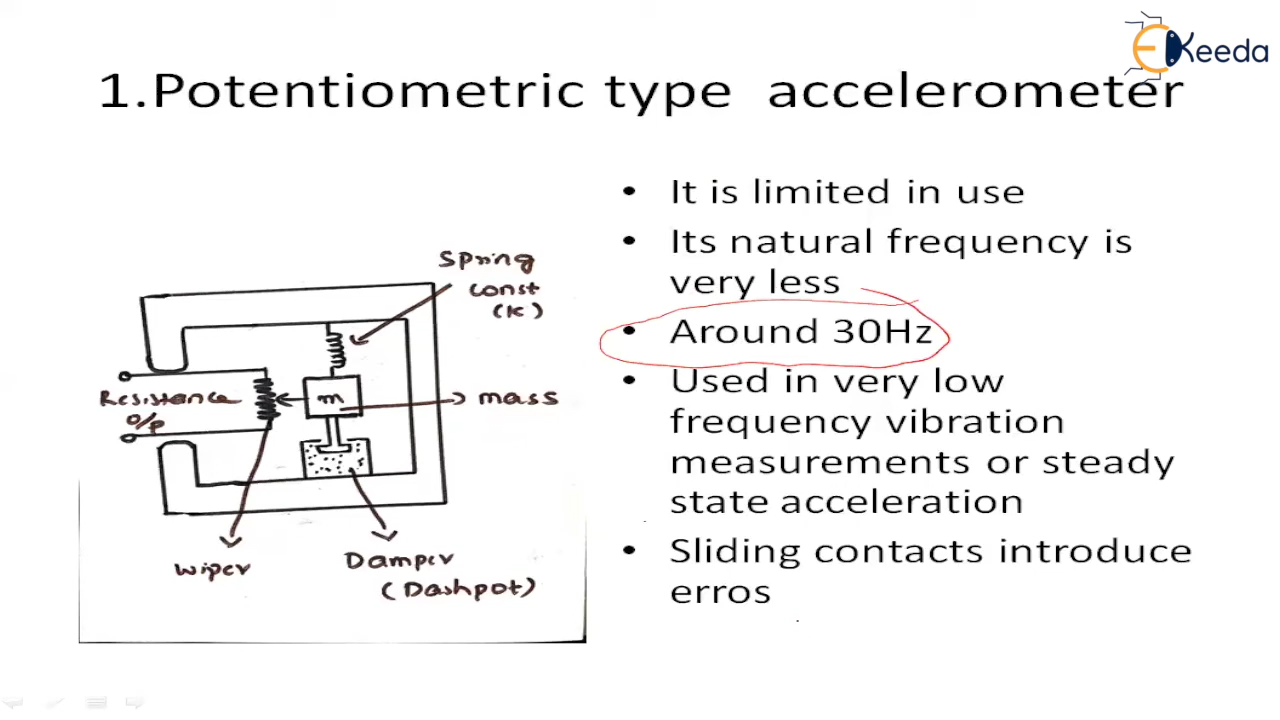 EKeeda
1.Potentiometric type accelerometer
• It is limited in use
• Its natural frequency is
very less
• Around 30Hz
• Used in very low
frequency vibration
measurements or steady
state acceleration
• Sliding contacts introduce
erros
Spring
const
(K)
Resistance
O/P
m
mass
wiper
Damper
(Dashpot)